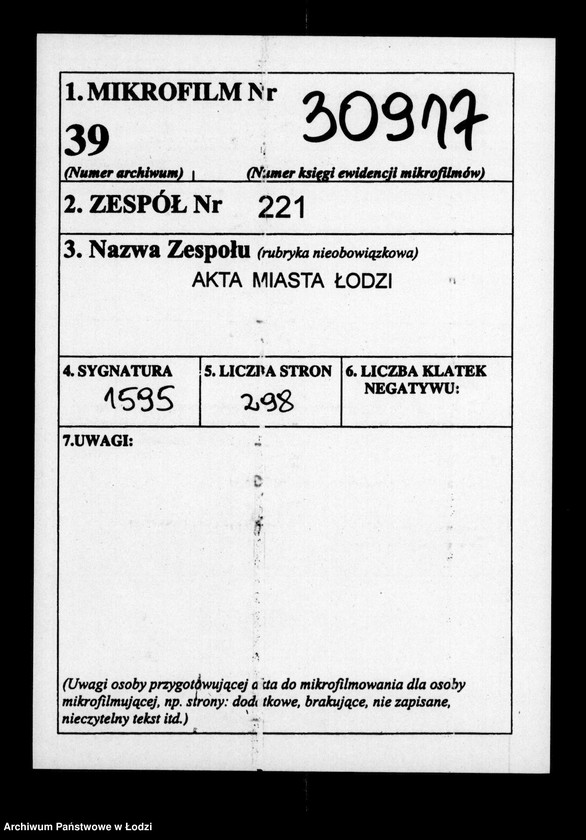 1. MIKROFILM Nr 30917
39
(Numer archiwum) (Numer księgi ewidencji mikrofilmów)
2. ZESPÓŁ Nr 221
3. Nazwa Zespołu (rubryka nieobowiązkowa)
AKTA MIASTA ŁODZI
4. SYGNATURA
1595
5. LICZBA STRON
298
6. LICZBA KLATEK
NEGATYWU:
7.UWAGI:
(Uwagi osoby przygotowującej akta do mikrofilmowania dla osoby
mikrofilmującej, np. strony: dodatkowe, brakujące, nie zapisane,
nieczytelny tekst itd.)
Archiwum Państwowe w Łodzi